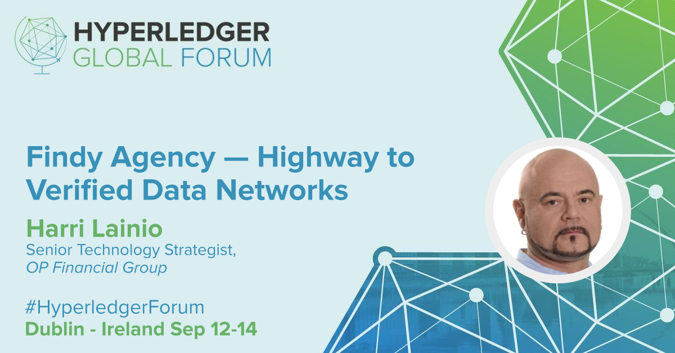 HYPERLEDGER
GLOBAL FORUM
Findy Agency — Highway to
Verified Data Networks
Harri Lainio
Senior Technology Strategist,
OP Financial Group
#HyperledgerForum
Dublin - Ireland Sep 12-14